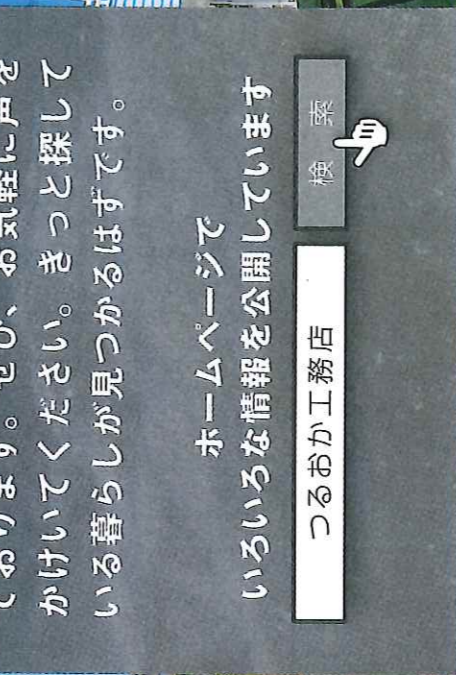 ております。ぜひ、お気軽に声を
かけいてください。きっと探して
いる暮らしが見つかるはずです。
ホームページで
いろいろな情報を公開しています
つるおか工務店
検 索